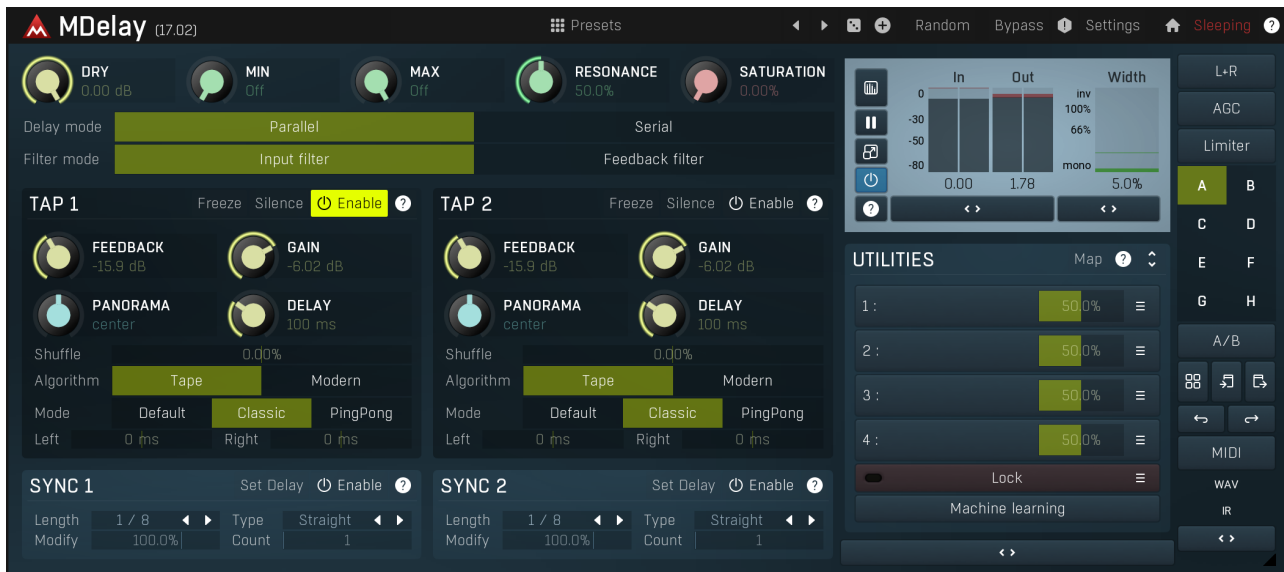 MDelay (17.02) Presets Random Bypass Settings Sleeping ?
DRY 0.00 dB
MIN Off
MAX Off
RESONANCE 50.0%
SATURATION 0.00%
Delay mode Parallel Serial
Filter mode Input filter Feedback filter
TAP 1 Freeze Silence Enable ?
FEEDBACK -15.9 dB
GAIN -6.02 dB
PANORAMA center
DELAY 100 ms
Shuffle 0.00%
Algorithm Tape Modern
Mode Default Classic PingPong
Left 0 ms Right 0 ms
SYNC 1 Set Delay Enable ?
Length 1 / 8 Type Straight
Modify 100.0% Count 1
TAP 2 Freeze Silence Enable ?
FEEDBACK -15.9 dB
GAIN -6.02 dB
PANORAMA center
DELAY 100 ms
Shuffle 0.00%
Algorithm Tape Modern
Mode Default Classic PingPong
Left 0 ms Right 0 ms
SYNC 2 Set Delay Enable ?
Length 1 / 8 Type Straight
Modify 100.0% Count 1
In Out Width
0 inv
-30 100%
-50 66%
-80 mono
0.00 1.78 5.0%
?
UTILITIES Map ?
1 : 50.0%
2 : 50.0%
3 : 50.0%
4 : 50.0%
Lock
Machine learning
L+R
AGC
Limiter
A B
C D
E F
G H
A/B
MIDI
WAV
IR